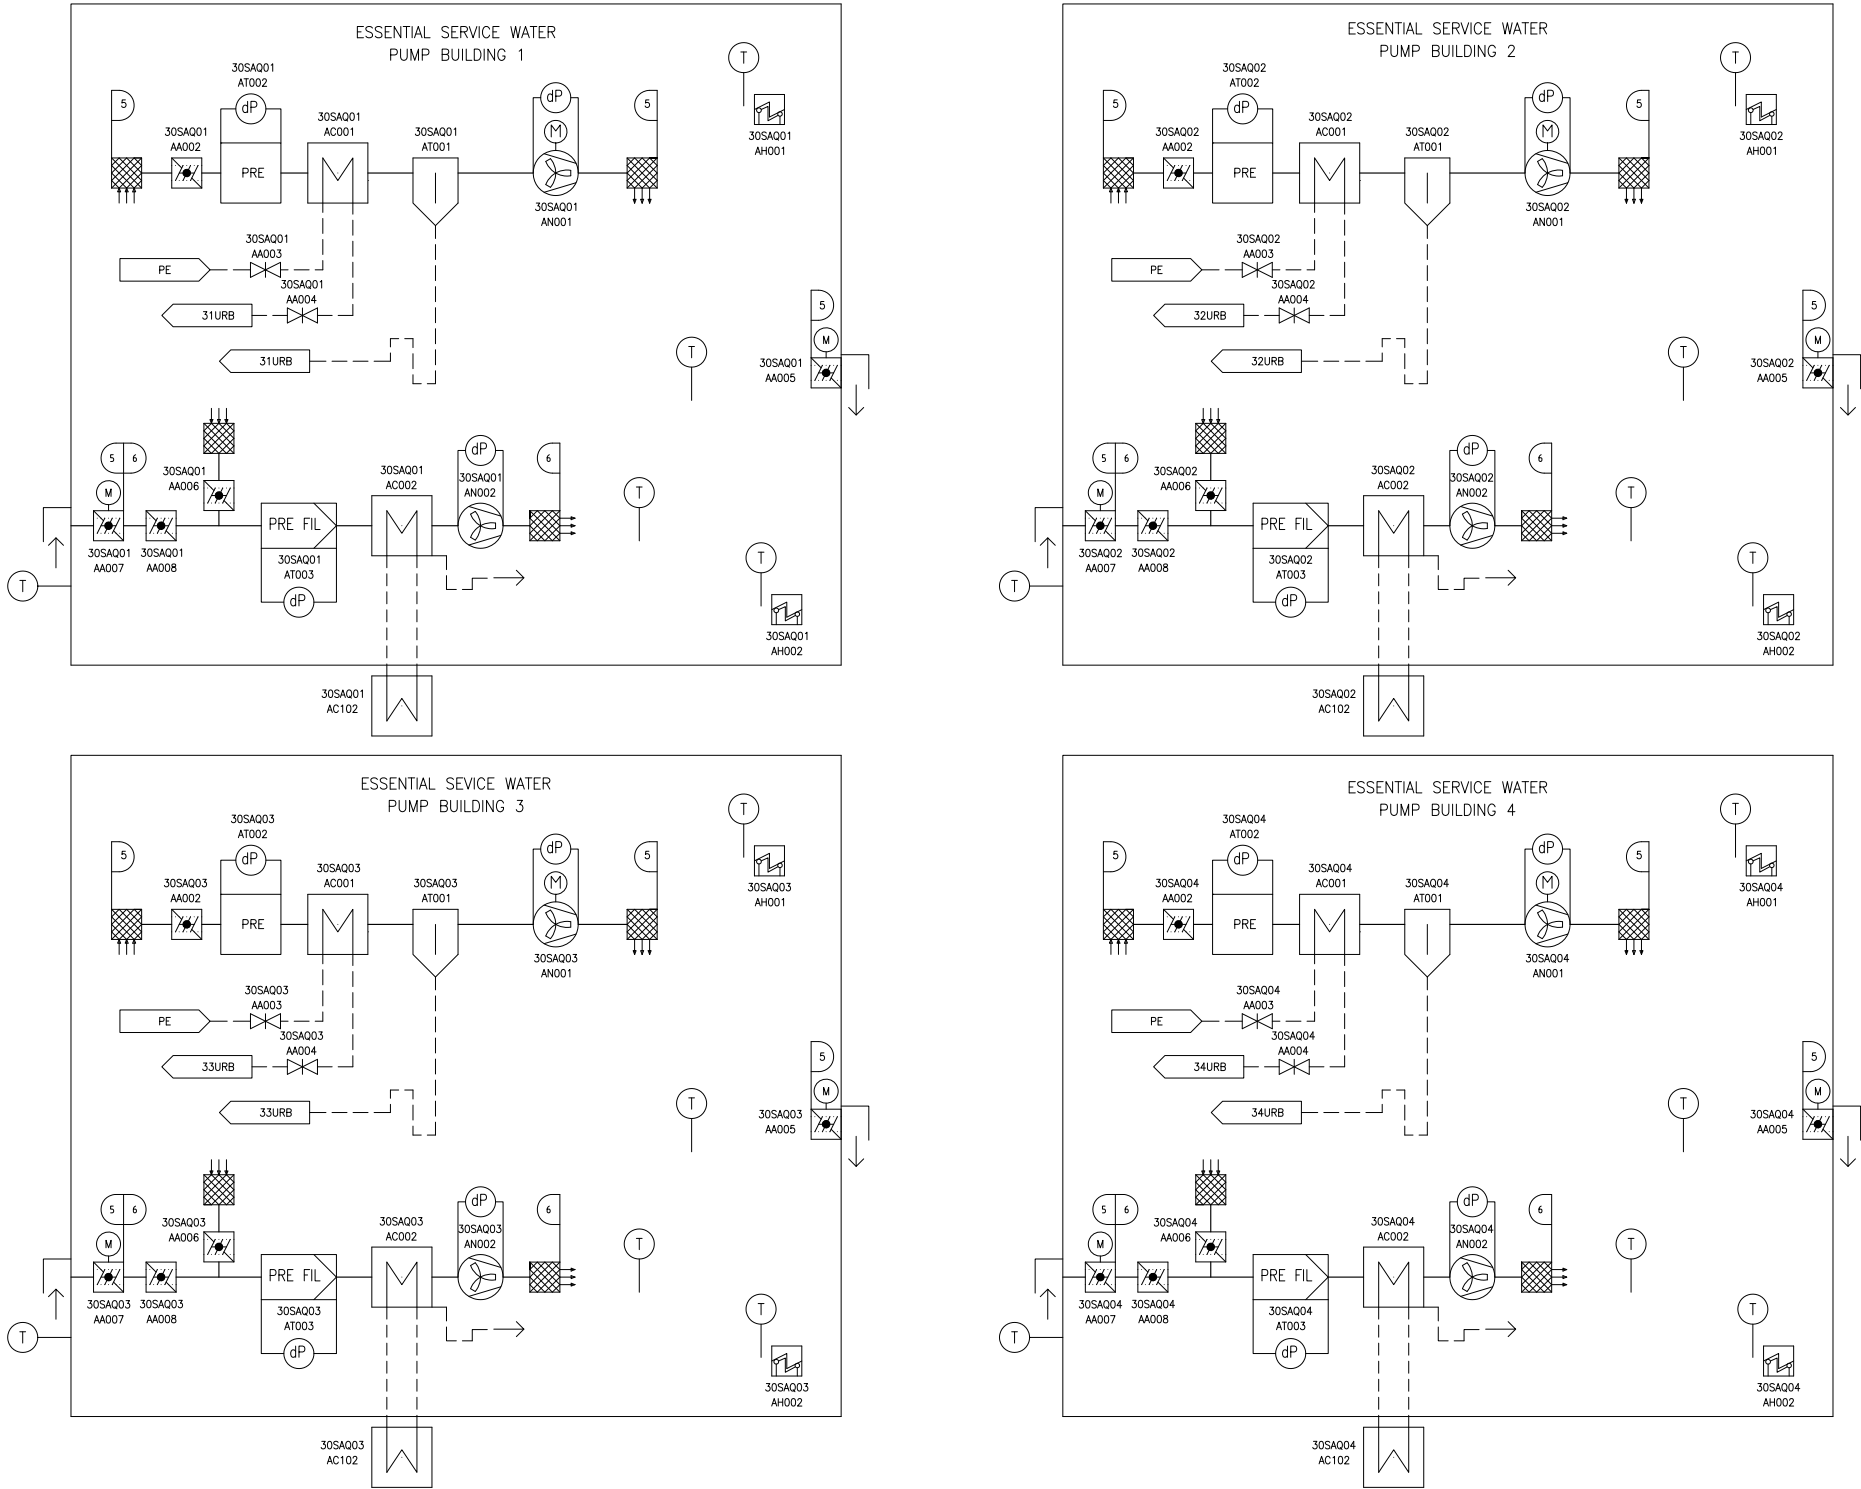 ESSENTIAL SERVICE WATER
PUMP BUILDING 1
T
30SAQ01
AT002
dP
dP
5
5
M
30SAQ01
AA002
30SAQ01
AC001
30SAQ01
AT001
30SAQ01
AH001
PRE
30SAQ01
AN001
30SAQ01
AA003
PE
30SAQ01
AA004
31URB
5
M
T
31URB
30SAQ01
AA005
5
6
dP
6
M
30SAQ01
AA006
30SAQ01
AC002
30SAQ01
AN002
T
PRE FIL
30SAQ01
AA007
30SAQ01
AA008
30SAQ01
AT003
T
T
dP
30SAQ01
AH002
30SAQ01
AC102
ESSENTIAL SERVICE WATER
PUMP BUILDING 2
T
30SAQ02
AT002
dP
dP
5
5
M
30SAQ02
AA002
30SAQ02
AC001
30SAQ02
AT001
30SAQ02
AH001
PRE
30SAQ02
AN001
30SAQ02
AA003
PE
30SAQ02
AA004
32URB
5
M
T
32URB
30SAQ02
AA005
5
6
dP
6
M
30SAQ02
AA006
30SAQ02
AC002
30SAQ02
AN002
T
PRE FIL
30SAQ02
AA007
30SAQ02
AA008
30SAQ02
AT003
T
T
dP
30SAQ02
AH002
30SAQ02
AC102
ESSENTIAL SEVICE WATER
PUMP BUILDING 3
T
30SAQ03
AT002
dP
dP
5
5
M
30SAQ03
AA002
30SAQ03
AC001
30SAQ03
AT001
30SAQ03
AH001
PRE
30SAQ03
AN001
30SAQ03
AA003
PE
30SAQ03
AA004
33URB
5
M
T
33URB
30SAQ03
AA005
5
6
dP
6
M
30SAQ03
AA006
30SAQ03
AC002
30SAQ03
AN002
T
PRE FIL
30SAQ03
AA007
30SAQ03
AA008
30SAQ03
AT003
T
T
dP
30SAQ03
AH002
30SAQ03
AC102
ESSENTIAL SERVICE WATER
PUMP BUILDING 4
T
30SAQ04
AT002
dP
dP
5
5
M
30SAQ04
AA002
30SAQ04
AC001
30SAQ04
AT001
30SAQ04
AH001
PRE
30SAQ04
AN001
30SAQ04
AA003
PE
30SAQ04
AA004
34URB
5
M
T
34URB
30SAQ04
AA005
5
6
dP
6
M
30SAQ04
AA006
30SAQ04
AC002
30SAQ04
AN002
T
PRE FIL
30SAQ04
AA007
30SAQ04
AA008
30SAQ04
AT003
T
T
dP
30SAQ04
AH002
30SAQ04
AC102